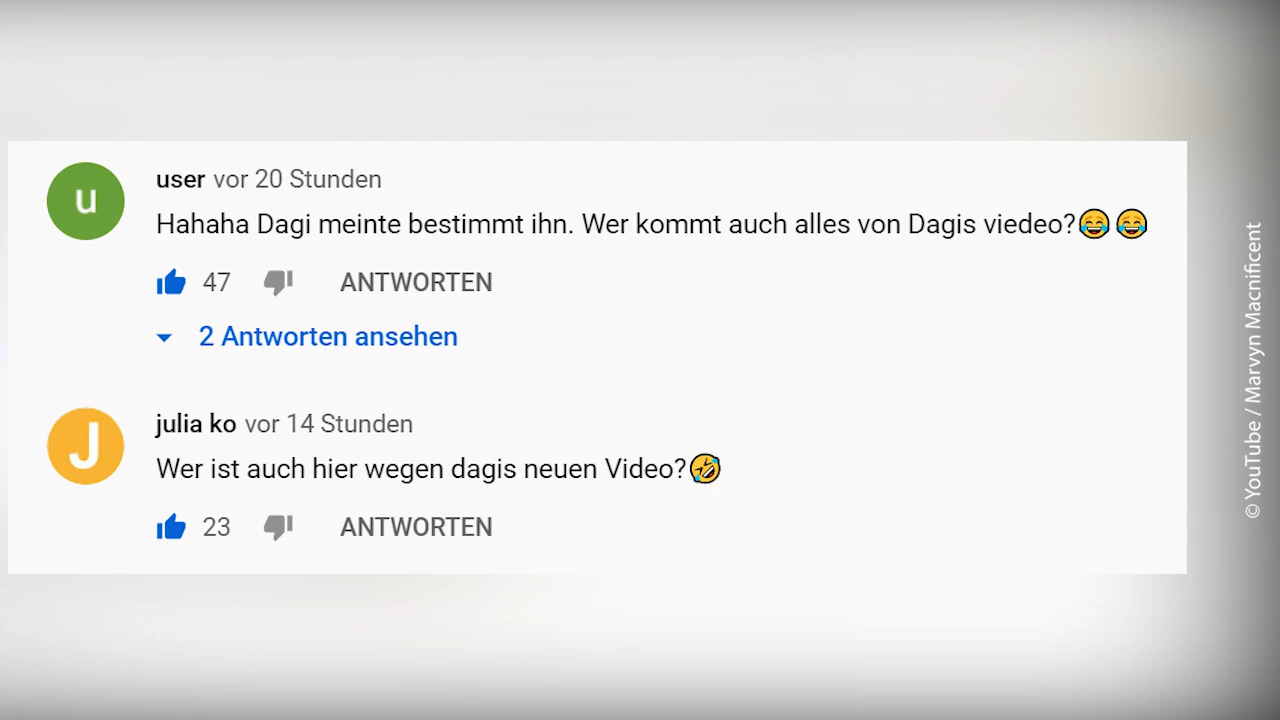 u
user vor 20 Stunden
Hahaha Dagi meinte bestimmt ihn. Wer kommt auch alles von Dagis viedeo?😂😂
47 ANTWORTEN
2 Antworten ansehen
J
julia ko vor 14 Stunden
Wer ist auch hier wegen dagis neuen Video?🤣
23 ANTWORTEN
© YouTube / Marvyn Macnificent